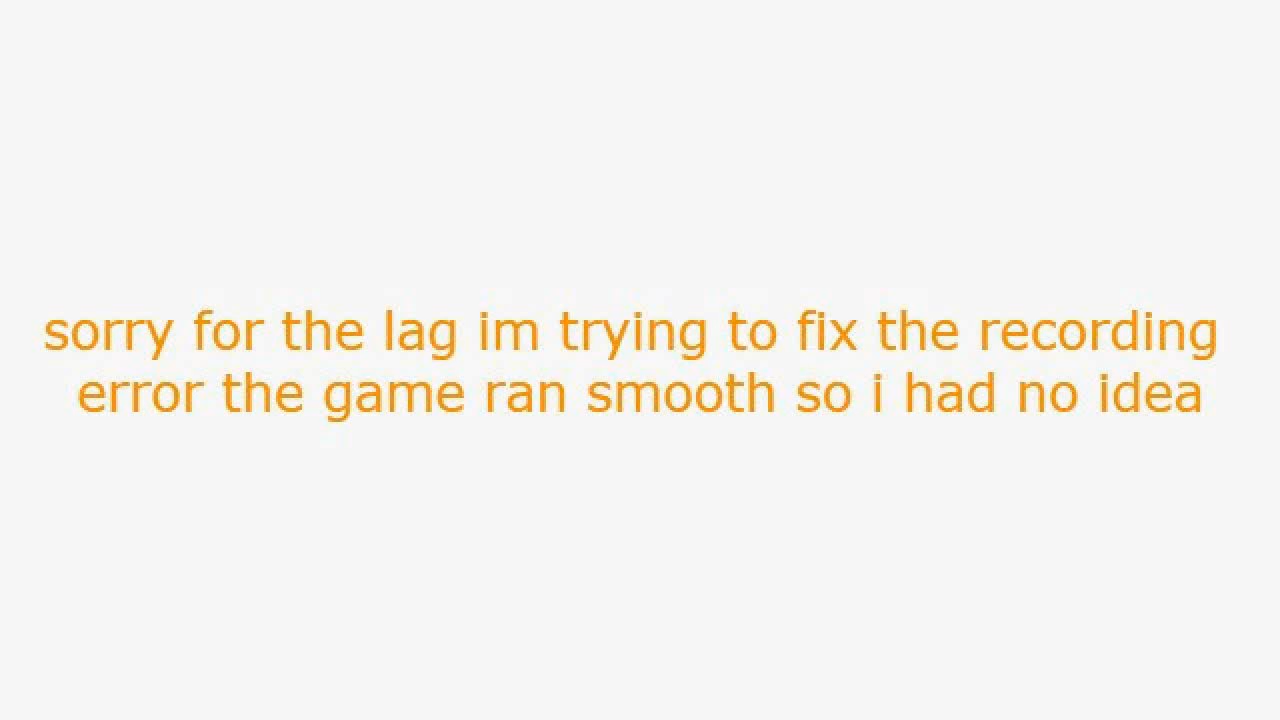 sorry for the lag im trying to fix the recording
error the game ran smooth so i had no idea